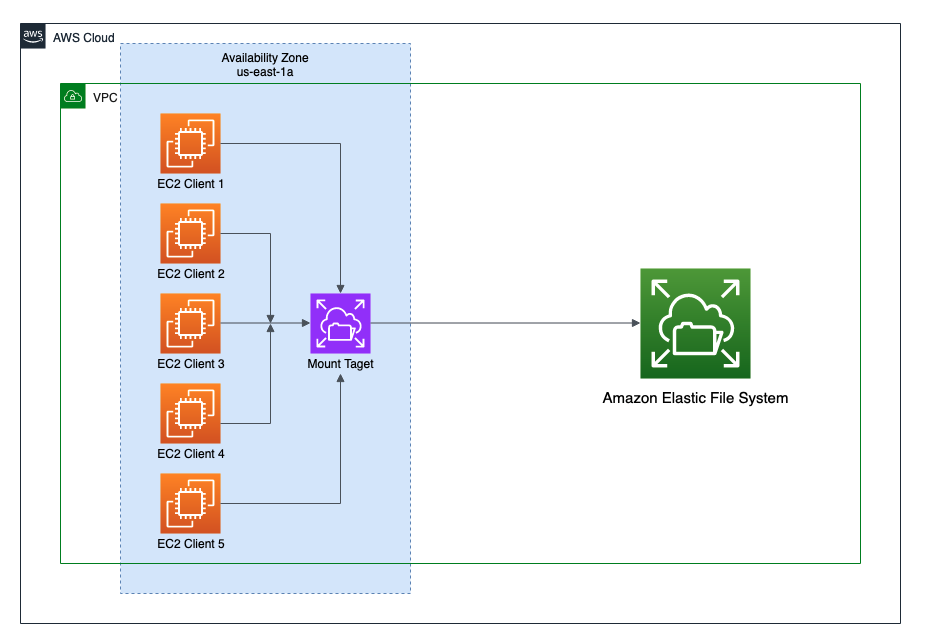 aws
AWS Cloud
Availability Zone
us-east-1a
VPC
EC2 Client 1
EC2 Client 2
EC2 Client 3
Mount Taget
EC2 Client 4
EC2 Client 5
Amazon Elastic File System